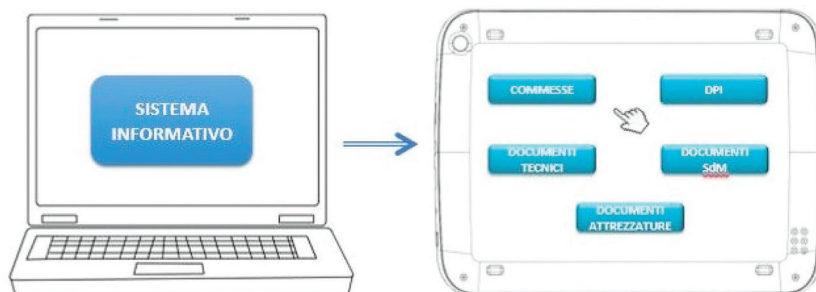 SISTEMA
INFORMATIVO
COMMESSE
DPI
DOCUMENTI
TECNICI
DOCUMENTI
SdM
DOCUMENTI
ATTREZZATURE